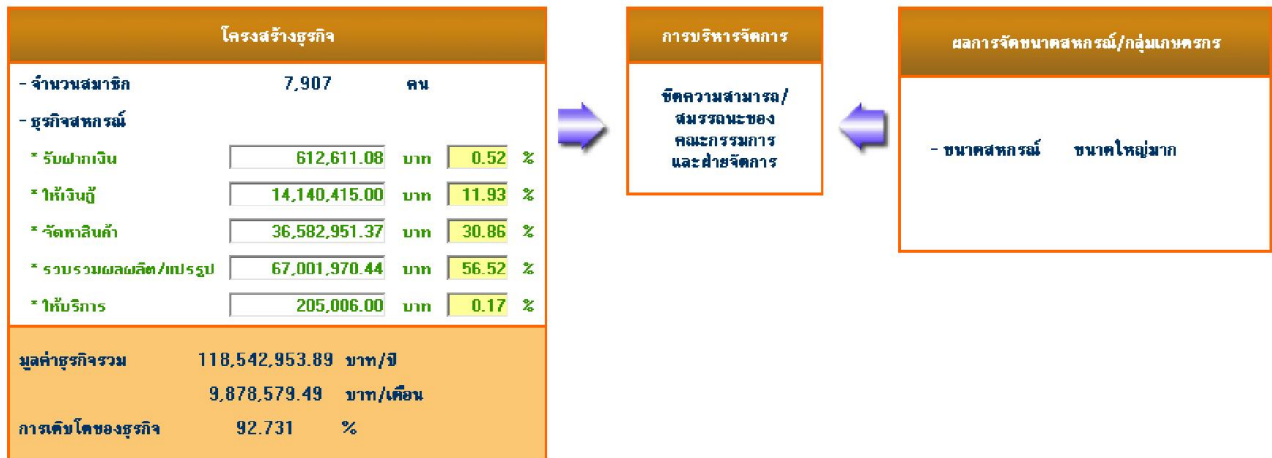 โครงสร้างธุรกิจ
- จำนวนสมาชิก 7,907 คน
- ธุรกิจสหกรณ์
* รับฝากเงิน 612,611.08 บาท 0.52 %
* ให้เงินกู้ 14,140,415.00 บาท 11.93 %
* จัดหาสินค้า 36,582,951.37 บาท 30.86 %
* รวบรวมผลผลิต/แปรรูป 67,001,970.44 บาท 56.52 %
* ให้บริการ 205,006.00 บาท 0.17 %
มูลค่าธุรกิจรวม 118,542,953.89 บาท/ปี
9,878,579.49 บาท/เดือน
การเติบโตของธุรกิจ 92.731 %
การบริหารจัดการ
ขีดความสามารถ/
สมรรถนะของ
คณะกรรมการ
และฝ่ายจัดการ
ผลการจัดขนาดสหกรณ์/กลุ่มเกษตรกร
- ขนาดสหกรณ์ ขนาดใหญ่มาก